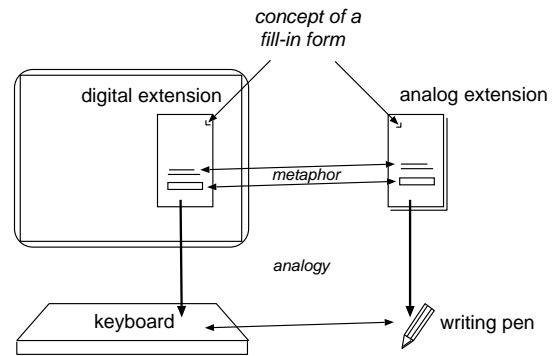 concept of a
fill-in form
digital extension
analog extension
metaphor
analogy
keyboard
writing pen